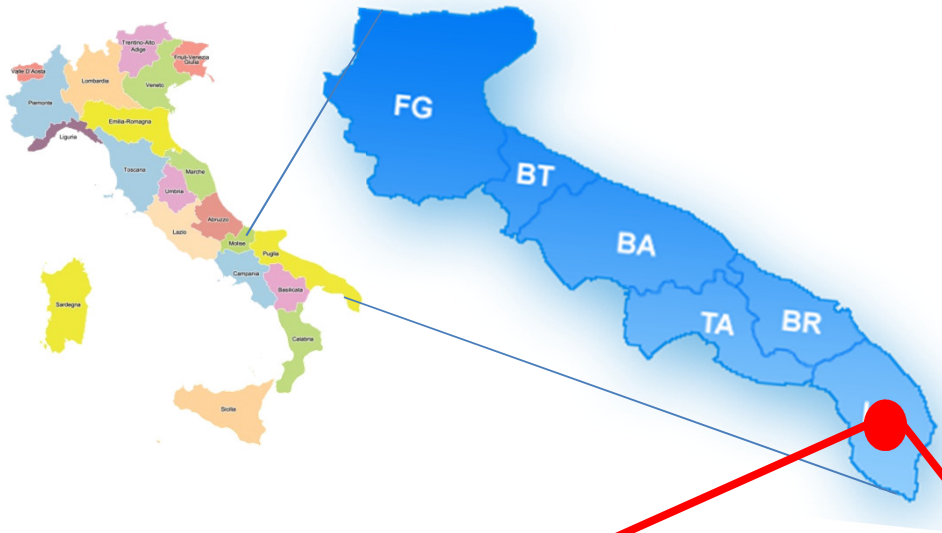 Trentino-Alto
Adige
Friuli-Venezia
Giulia
Valle D'Aosta
Lombardia
Veneto
Piemonte
Emilia-Romagna
Liguria
Toscana
Marche
Umbria
Abruzzo
Lazio
Molise
Puglia
Campania
Basilicata
Sardegna
Calabria
Sicilia
FG
BT
BA
TA
BR